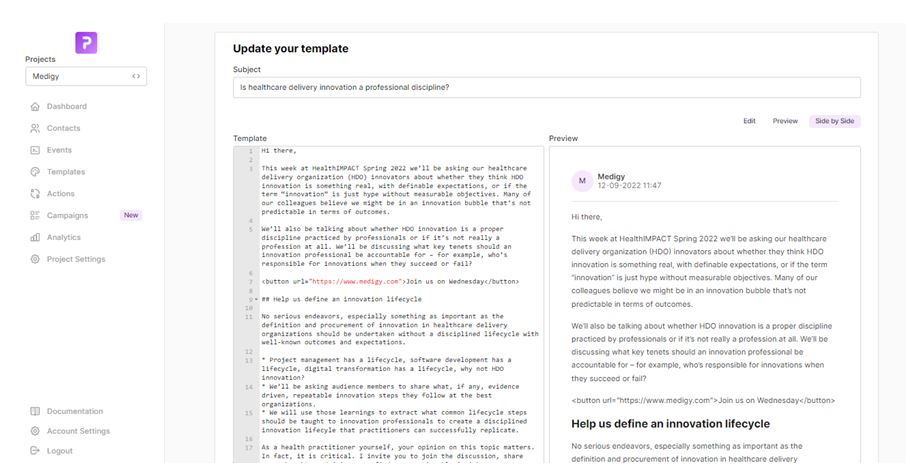 Projects
Medigy
Dashboard
Contacts
Events
Templates
Actions
Campaigns New
Analytics
Project Settings
Documentation
Account Settings
Logout
Update your template
Subject
Is healthcare delivery innovation a professional discipline?
Edit Preview Side by Side
Template
1 Hi there,
2
3 This week at HealthIMPACT Spring 2022 we'll be asking our healthcare
delivery organization (HDO) innovators about whether they think HDO
innovation is something real, with definable expectations, or if the
term “innovation” is just hype without measurable objectives. Many of
our colleagues believe we might be in an innovation bubble that's not
predictable in terms of outcomes.
4
5 We'll also be talking about whether HDO innovation is a proper
discipline practiced by professionals or if it's not really a
profession at all. We'll be discussing what key tenets should an
innovation professional be accountable for – for example, who's
responsible for innovations when they succeed or fail?
6
7 <button url="https://www.medigy.com">Join us on Wednesday</button>
8
9 ## Help us define an innovation lifecycle
10
11 No serious endeavors, especially something as important as the
definition and procurement of innovation in healthcare delivery
organizations should be undertaken without a disciplined lifecycle with
well-known outcomes and expectations.
12
13 * Project management has a lifecycle, software development has a
lifecycle, digital transformation has a lifecycle, why not HDO
innovation?
14 * We'll be asking audience members to share what, if any, evidence
driven, repeatable innovation steps they follow at the best
organizations.
15 * We will use those learnings to extract what common lifecycle steps
should be taught to innovation professionals to create a disciplined
innovation lifecyle that practitioners can successfully replicate.
16
17 As a health practitioner yourself, your opinion on this topic matters.
In fact, it is critical. I invite you to join the discussion, share
Preview
M
Medigy
12-09-2022 11:47
Hi there,
This week at HealthIMPACT Spring 2022 we'll be asking our healthcare
delivery organization (HDO) innovators about whether they think HDO
innovation is something real, with definable expectations, or if the term
“innovation” is just hype without measurable objectives. Many of our
colleagues believe we might be in an innovation bubble that's not
predictable in terms of outcomes.
We'll also be talking about whether HDO innovation is a proper discipline
practiced by professionals or if it's not really a profession at all. We'll be
discussing what key tenets should an innovation professional be
accountable for – for example, who's responsible for innovations when
they succeed or fail?
<button url="https://www.medigy.com">Join us on Wednesday</button>
Help us define an innovation lifecycle
No serious endeavors, especially something as important as the
definition and procurement of innovation in healthcare delivery